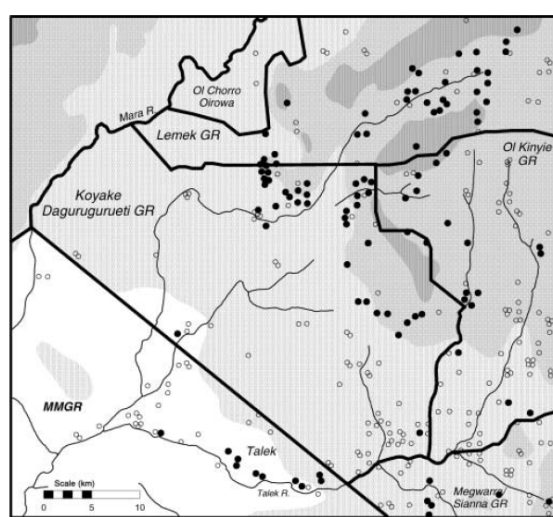 Ol Chorro
Oirowa
Mara R.
Lemek GR
Ol Kinyie
GR
Koyake
Dagurugurueti GR
MMGR
Talek
Scale (km)
0 5 10
Talek R.
Megwarra
Sianna GR